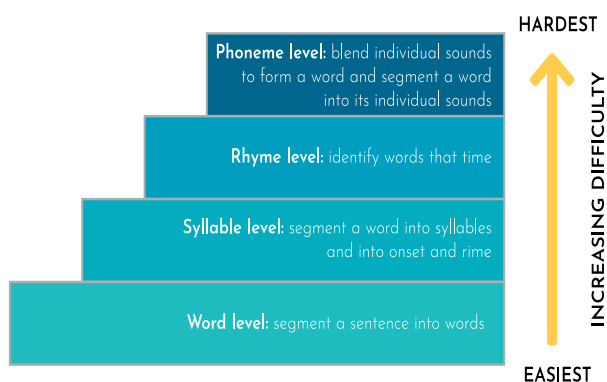 HARDEST
Phoneme level: blend individual sounds
to form a word and segment a word
into its individual sounds
Rhyme level: identify words that time
Syllable level: segment a word into syllables
and into onset and rime
Word level: segment a sentence into words
INCREASING DIFFICULTY
EASIEST